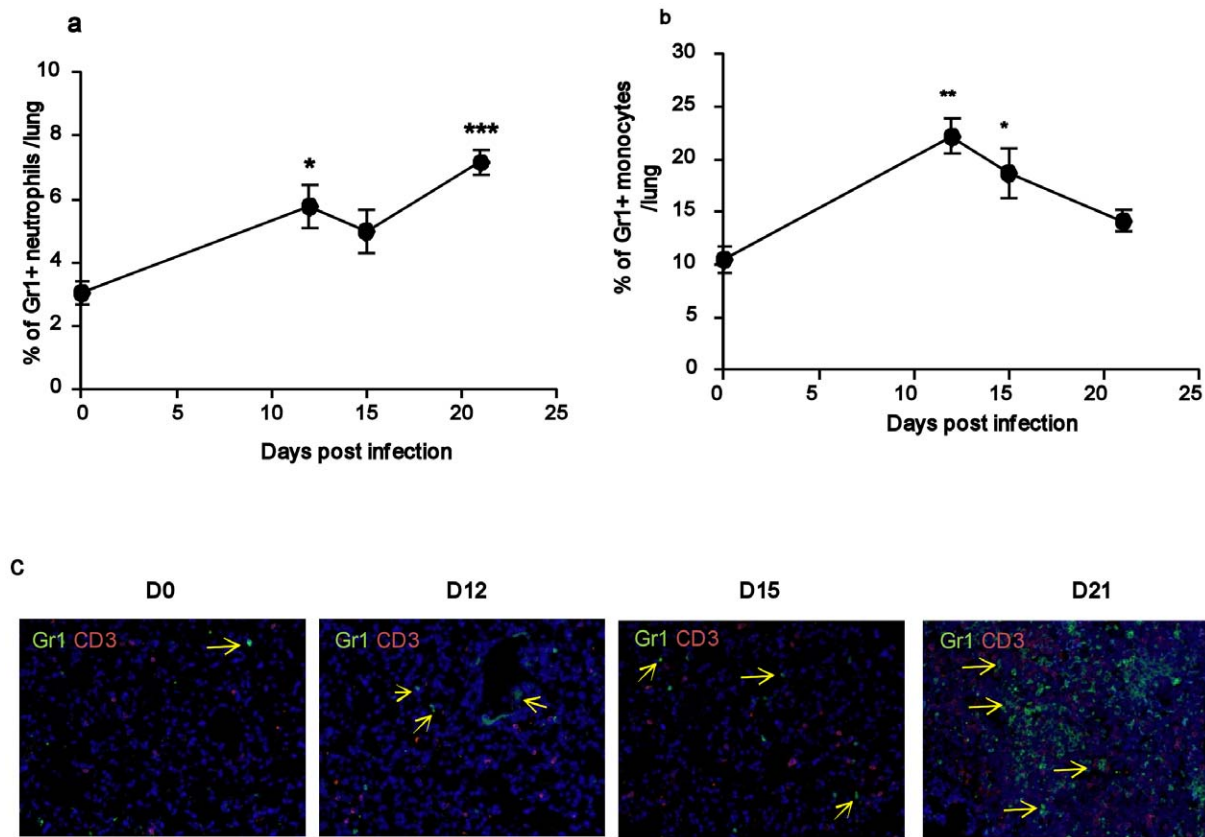 a
10
8
6
4
2
0
% of Gr1+ neutrophils /lung
*
***
0 5 10 15 20 25
Days post infection
b
30
25
20
15
10
5
0
% of Gr1+ monocytes
/lung
**
*
0 5 10 15 20 25
Days post infection
C
D0 D12 D15 D21
Gr1 CD3 Gr1 CD3 Gr1 CD3 Gr1 CD3